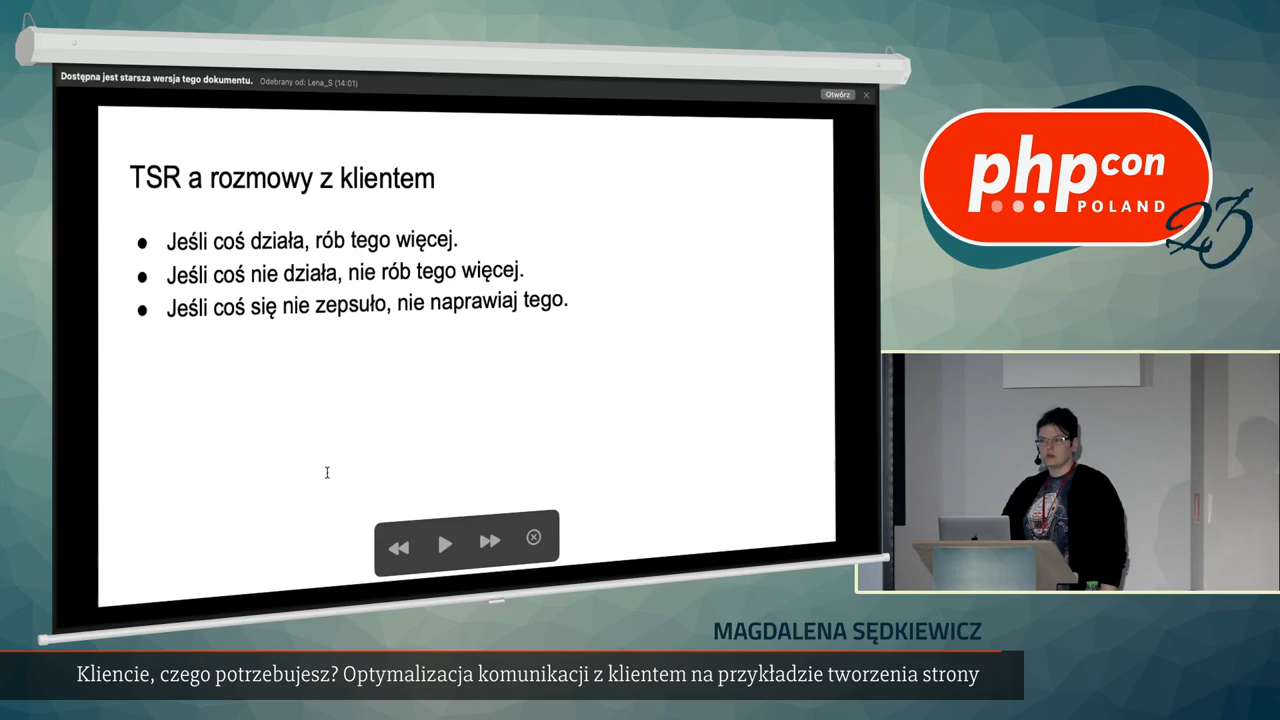 Dostępna jest starsza wersja tego dokumentu. Odebrany od: Lena_S (14:01)
Otwórz
TSR a rozmowy z klientem
● Jeśli coś działa, rób tego więcej.
● Jeśli coś nie działa, nie rób tego więcej.
● Jeśli coś się nie zepsuło, nie naprawiaj tego.
phpcon
POLAND
23
MAGDALENA SĘDKIEWICZ
Kliencie, czego potrzebujesz? Optymalizacja komunikacji z klientem na przykładzie tworzenia strony